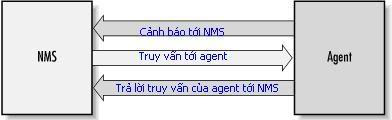 Cảnh báo tới NMS
NMS
Truy vấn tới agent
Agent
Trả lời truy vấn của agent tới NMS